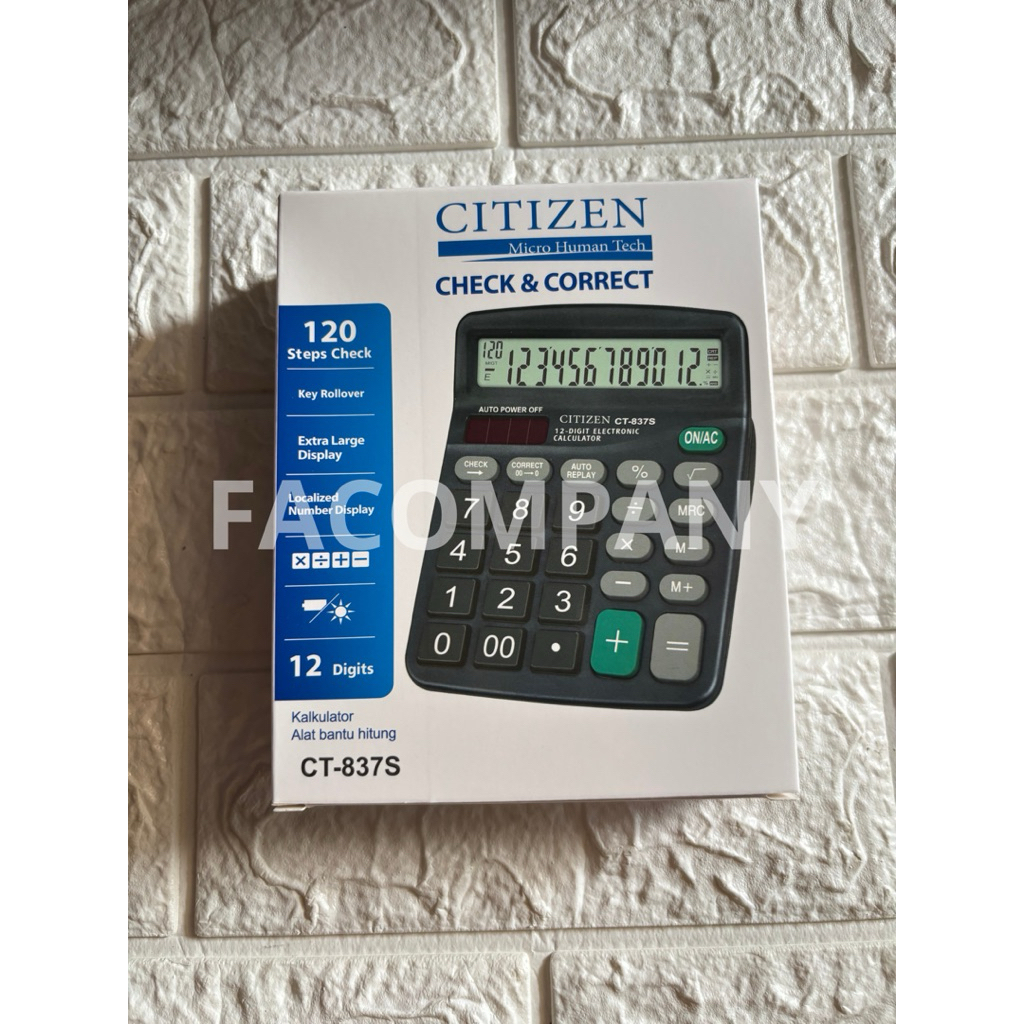 CITIZEN
Micro Human Tech
CHECK & CORRECT
120
Steps Check
Key Rollover
Extra Large
Display
Localized
Number Display
× ÷ + −
12 Digits
Kalkulator
Alat bantu hitung
CT-837S
120
E
123456789012.
AUTO POWER OFF
CITIZEN CT-837S
12-DIGIT ELECTRONIC
CALCULATOR
ON/AC
CHECK → CORRECT 00→0 AUTO REPLAY % √
7 8 9 ÷ MRC
4 5 6 × M−
1 2 3 − M+
0 00 • + =
FACOMPANY